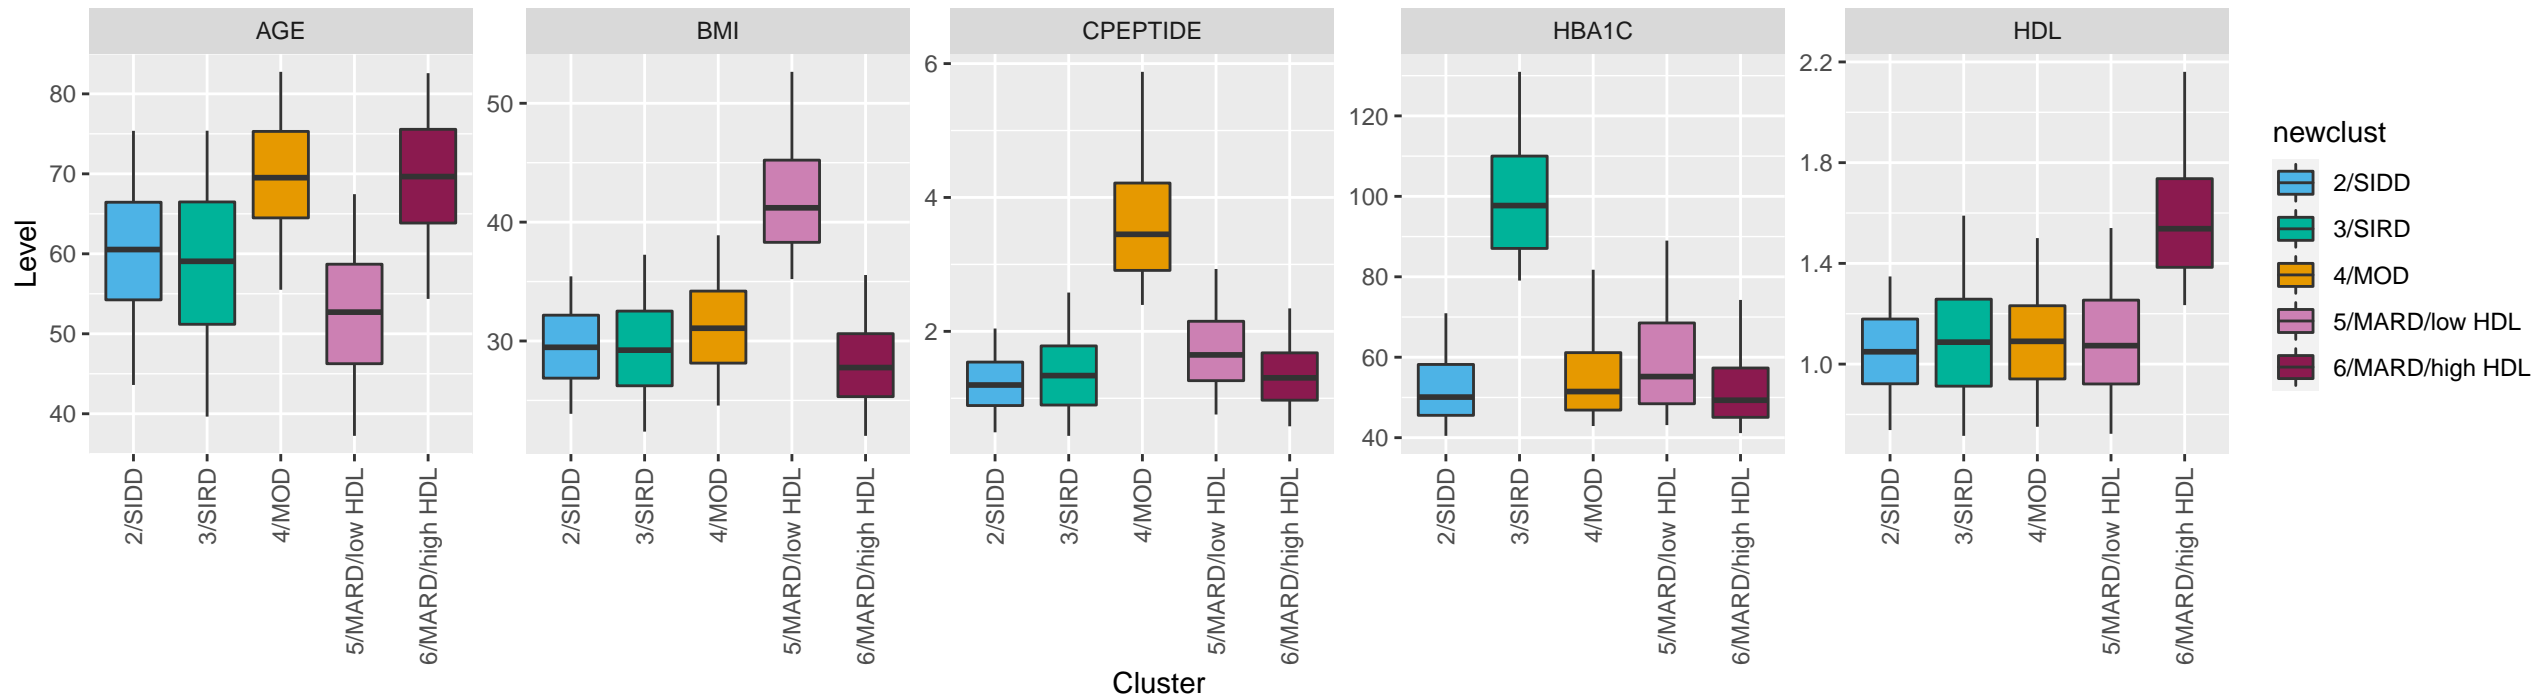 AGE
BMI
CPEPTIDE
HBA1C
HDL
Level
80
70
60
50
40
50
40
30
6
4
2
120
100
80
60
40
2.2
1.8
1.4
1.0
2/SIDD
3/SIRD
4/MOD
5/MARD/low HDL
6/MARD/high HDL
2/SIDD
3/SIRD
4/MOD
5/MARD/low HDL
6/MARD/high HDL
2/SIDD
3/SIRD
4/MOD
5/MARD/low HDL
6/MARD/high HDL
2/SIDD
3/SIRD
4/MOD
5/MARD/low HDL
6/MARD/high HDL
2/SIDD
3/SIRD
4/MOD
5/MARD/low HDL
6/MARD/high HDL
Cluster
newclust
2/SIDD
3/SIRD
4/MOD
5/MARD/low HDL
6/MARD/high HDL